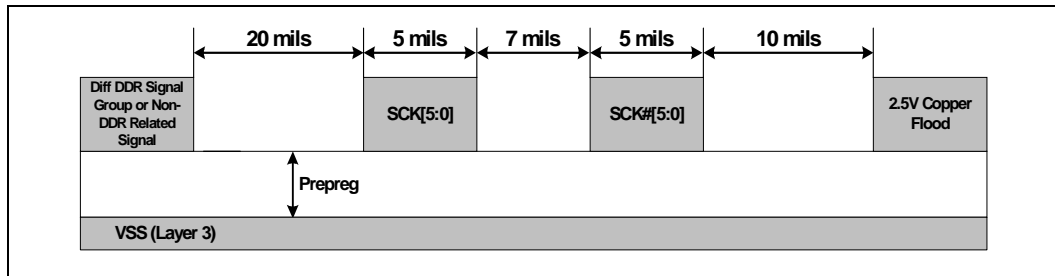 20 mils
5 mils
7 mils
5 mils
10 mils
Diff DDR Signal
Group or Non-
DDR Related
Signal
SCK[5:0]
SCK#[5:0]
2.5V Copper
Flood
Prepreg
VSS (Layer 3)